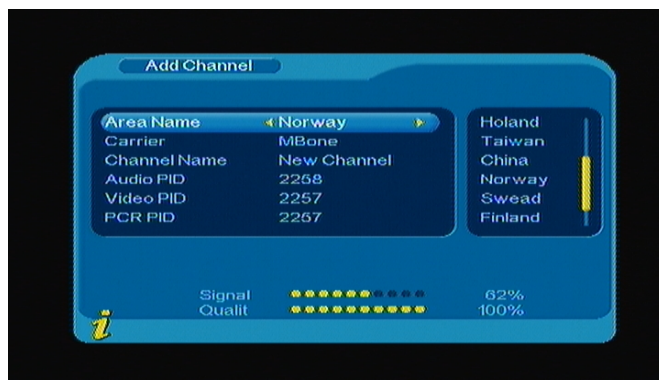 Add Channel
Area Name Norway
Carrier MBone
Channel Name New Channel
Audio PID 2258
Video PID 2257
PCR PID 2257
Holand
Taiwan
China
Norway
Swead
Finland
Signal 62%
Qualit 100%
i